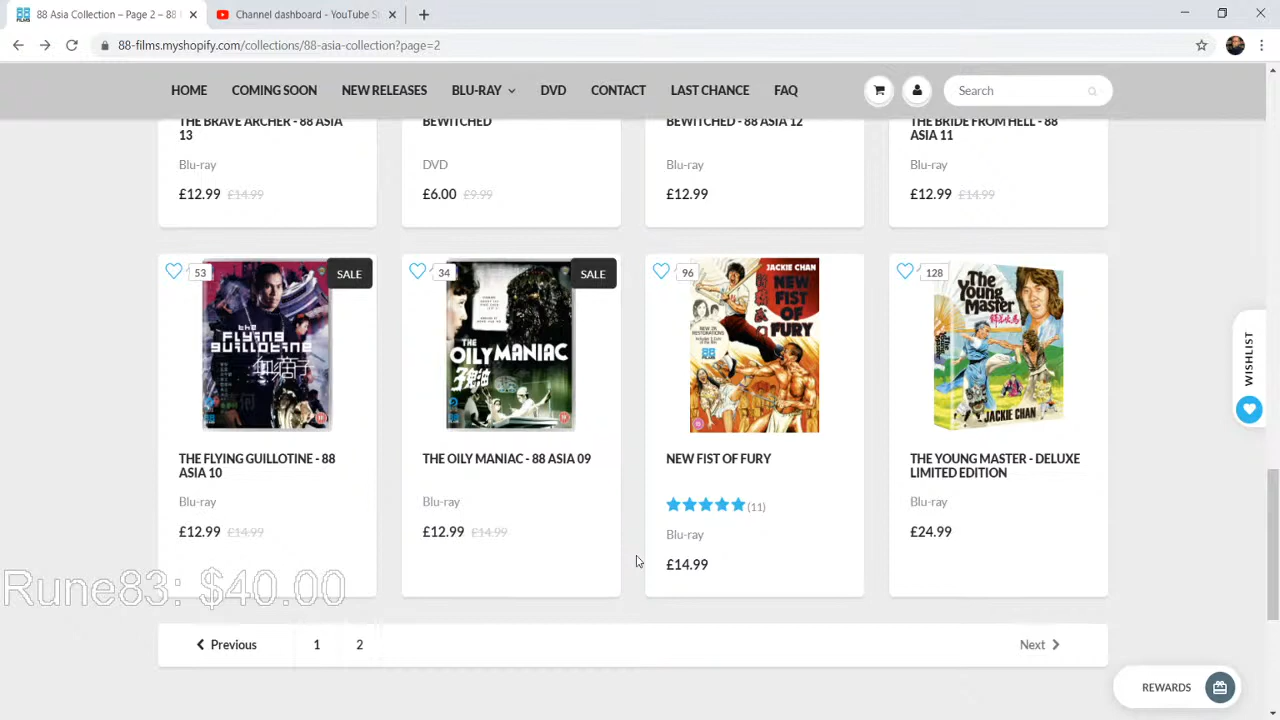 88 Asia Collection – Page 2 – 88
Channel dashboard - YouTube S
88-films.myshopify.com/collections/88-asia-collection?page=2
HOME COMING SOON NEW RELEASES BLU-RAY DVD CONTACT LAST CHANCE FAQ Search
THE BRAVE ARCHER - 88 ASIA 13
Blu-ray
£12.99 £14.99
BEWITCHED
DVD
£6.00 £9.99
BEWITCHED - 88 ASIA 12
Blu-ray
£12.99
THE BRIDE FROM HELL - 88
ASIA 11
Blu-ray
£12.99 £14.99
53 SALE
the
flying
guillotine
THE FLYING GUILLOTINE - 88
ASIA 10
Blu-ray
£12.99 £14.99
34 SALE
THE
OILY MANIAC
THE OILY MANIAC - 88 ASIA 09
Blu-ray
£12.99 £14.99
96
JACKIE CHAN
NEW
FIST
OF
FURY
NEW FIST OF FURY
(11)
Blu-ray
£14.99
128
The
Young
Master
JACKIE CHAN
THE YOUNG MASTER - DELUXE
LIMITED EDITION
Blu-ray
£24.99
WISHLIST
Rune83: $40.00
Previous 1 2 Next
REWARDS